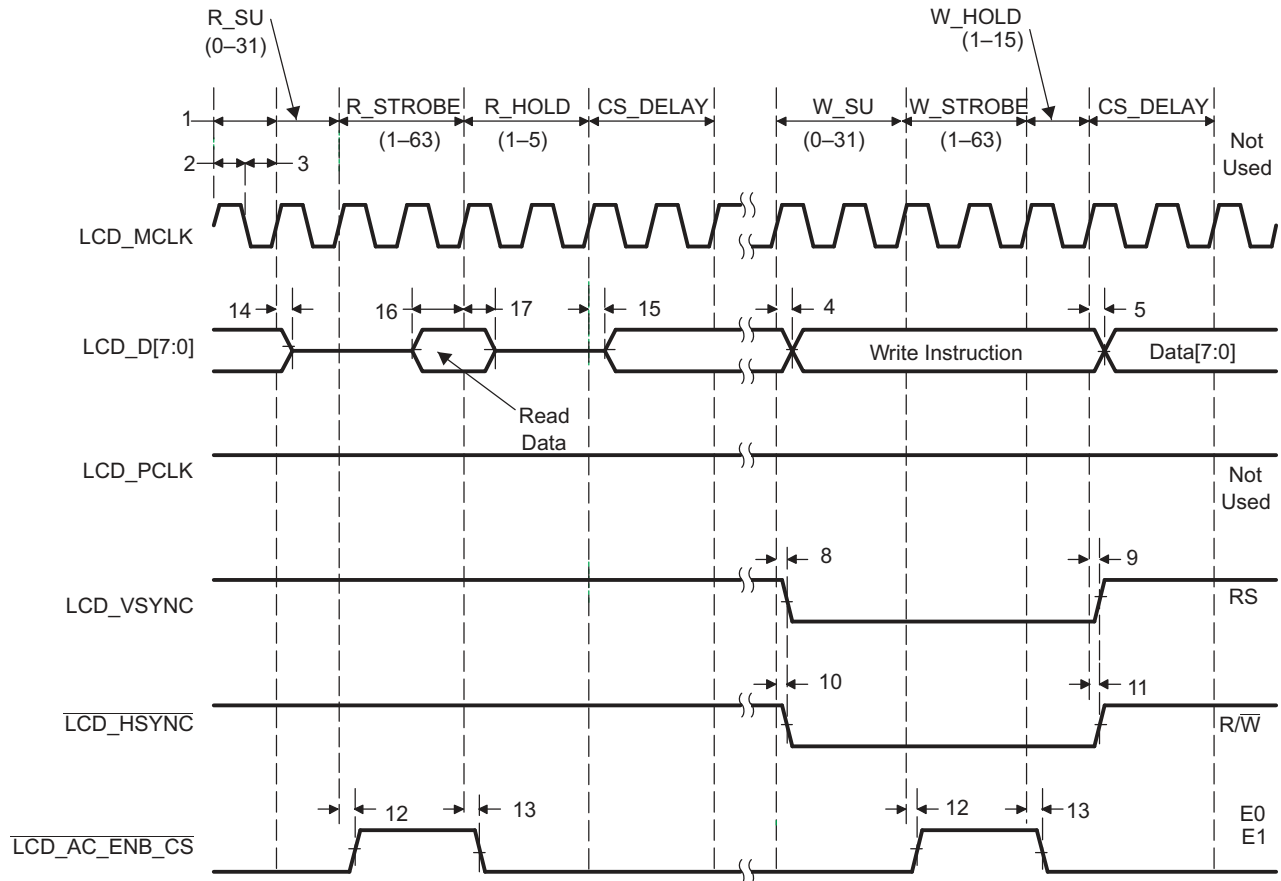 R_SU
(0–31)
W_HOLD
(1–15)
1
R_STROBE
(1–63)
R_HOLD
(1–5)
CS_DELAY
W_SU
(0–31)
W_STROBE
(1–63)
CS_DELAY
Not
Used
2
3
LCD_MCLK
14
16
17
15
4
5
LCD_D[7:0]
Write Instruction
Data[7:0]
Read
Data
LCD_PCLK
Not
Used
8
9
LCD_VSYNC
RS
10
11
LCD_HSYNC
R/W
12
13
12
13
E0
E1
LCD_AC_ENB_CS